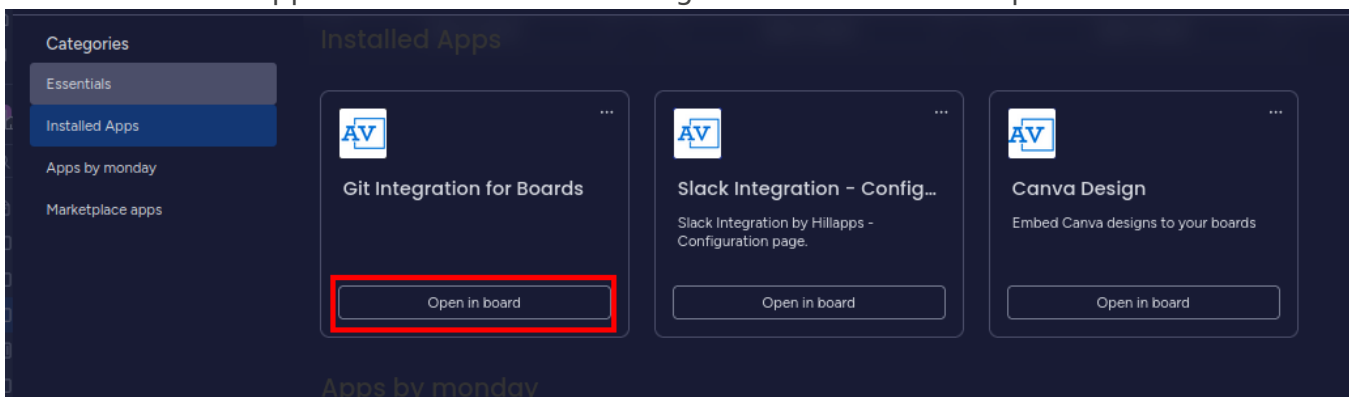 Categories
Installed Apps
Essentials
Installed Apps
Apps by monday
Marketplace apps
AV
...
Git Integration for Boards
Open in board
AV
...
Slack Integration - Config...
Slack Integration by Hillapps -
Configuration page.
Open in board
AV
...
Canva Design
Embed Canva designs to your boards
Open in board
Apps by monday